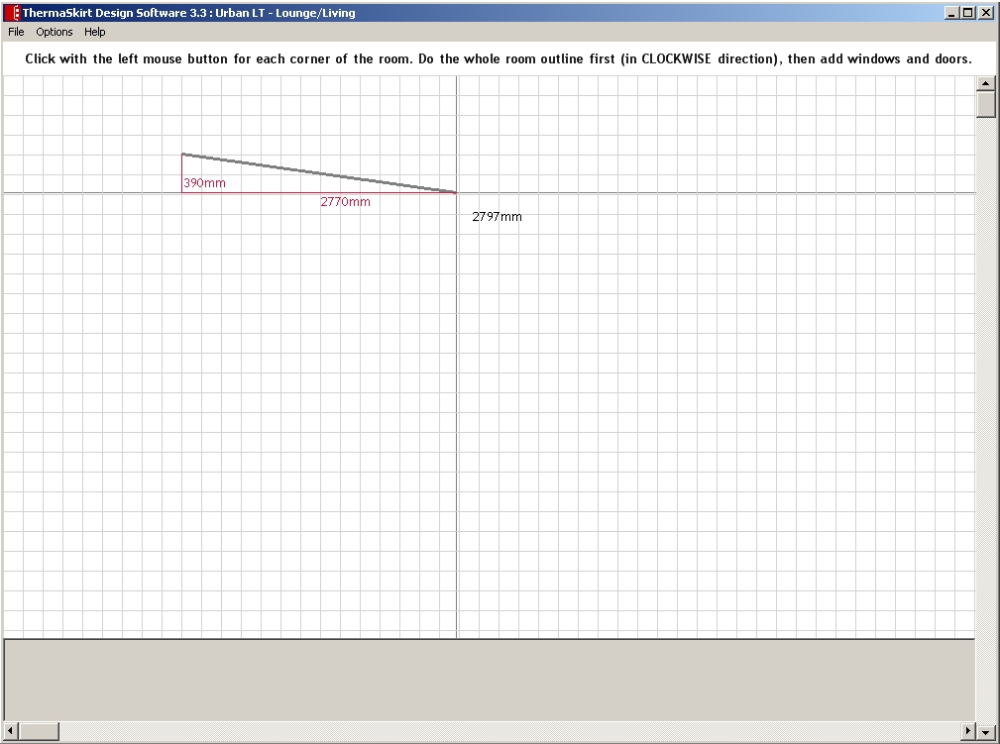 ThermaSkirt Design Software 3.3 : Urban LT - Lounge/Living
File Options Help
Click with the left mouse button for each corner of the room. Do the whole room outline first (in CLOCKWISE direction), then add windows and doors.
390mm
2770mm
2797mm